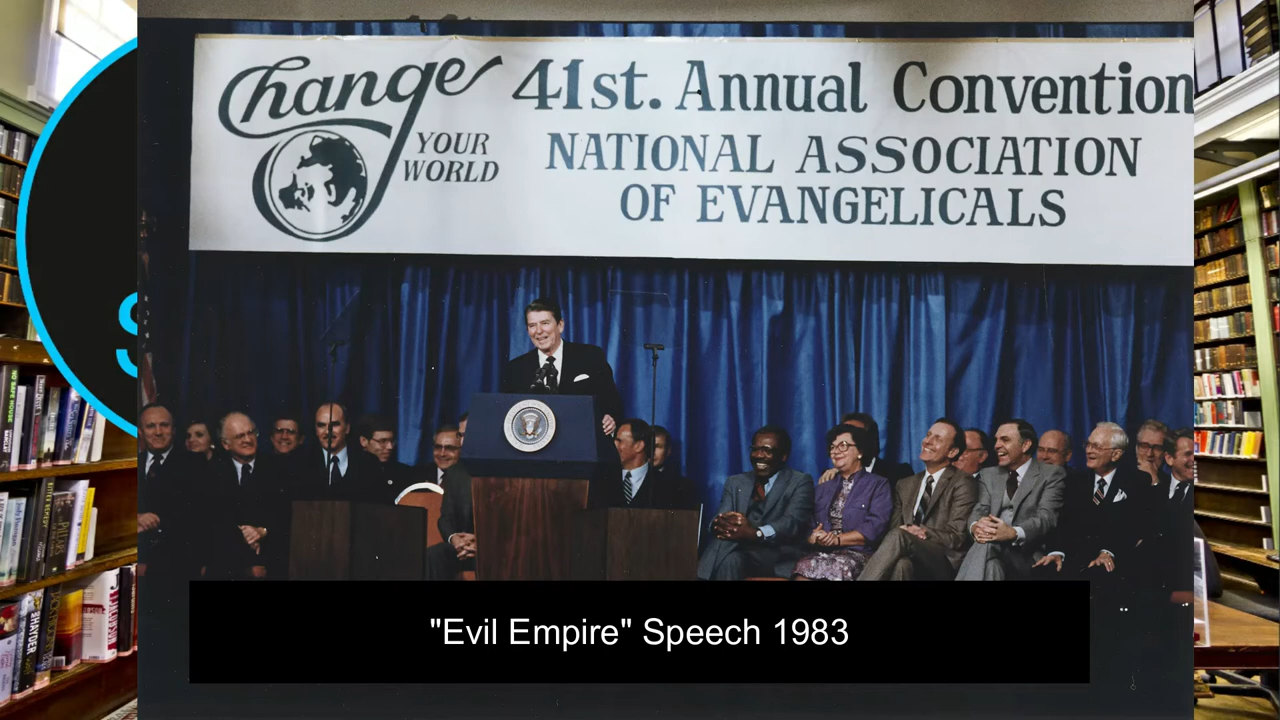 Change
YOUR
WORLD
41st. Annual Convention
NATIONAL ASSOCIATION
OF EVANGELICALS
"Evil Empire" Speech 1983